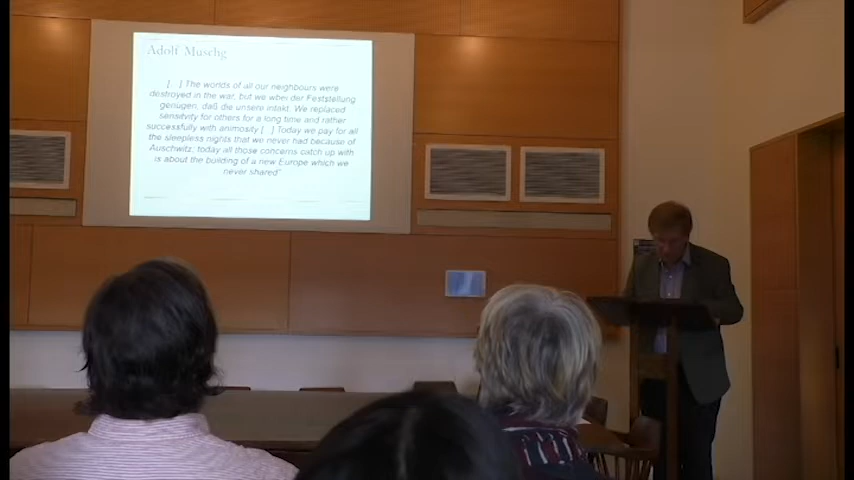 Adolf Muschg
[...] The worlds of all our neighbours were
destroyed in the war, but we wbei der Feststellung
genügen, daß die unsere intakt. We replaced
sensitivity for others for a long time and rather
successfully with animosity [...] Today we pay for all
the sleepless nights that we never had because of
Auschwitz; today all those concerns catch up with
is about the building of a new Europe which we
never shared"